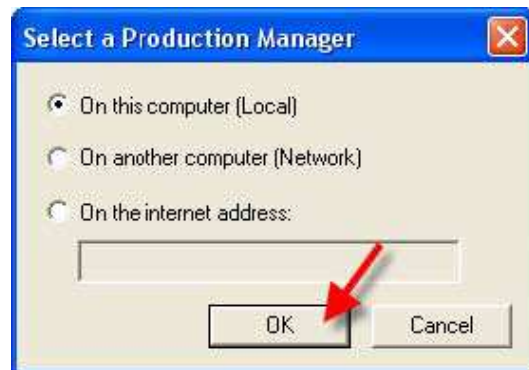 Select a Production Manager
On this computer (Local)
On another computer (Network)
On the internet address:
OK
Cancel